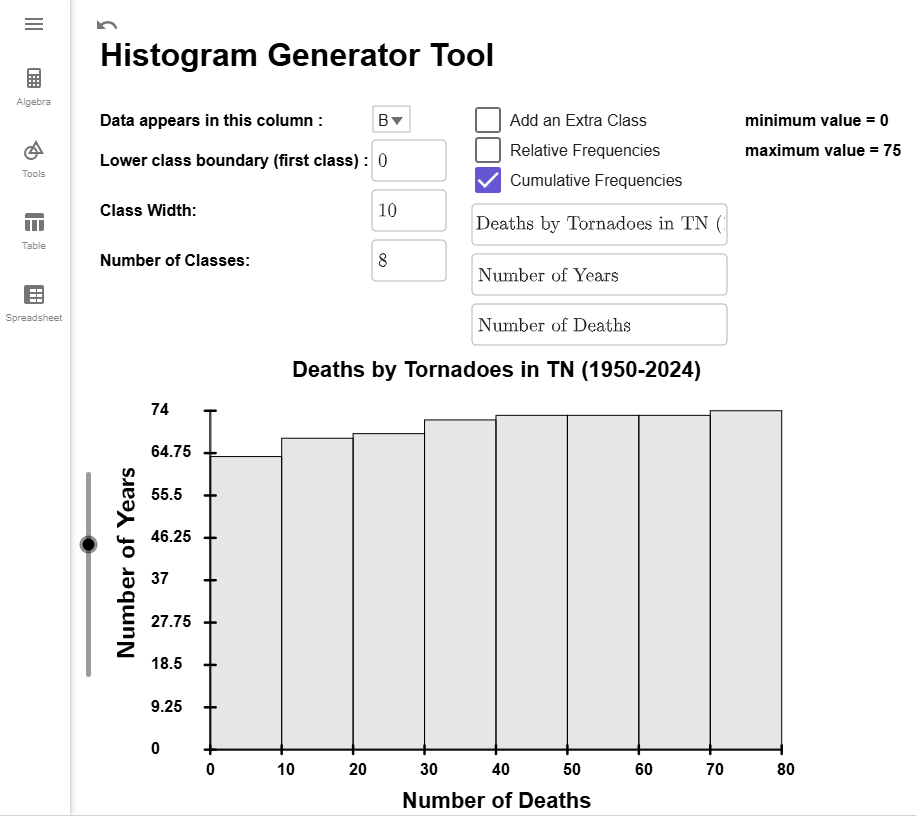 Histogram Generator Tool
Algebra
Tools
Table
Spreadsheet
Data appears in this column : B
Lower class boundary (first class) : 0
Class Width: 10
Number of Classes: 8
Add an Extra Class
Relative Frequencies
Cumulative Frequencies
minimum value = 0
maximum value = 75
Deaths by Tornadoes in TN (
Number of Years
Number of Deaths
Deaths by Tornadoes in TN (1950-2024)
Number of Years
74
64.75
55.5
46.25
37
27.75
18.5
9.25
0
0 10 20 30 40 50 60 70 80
Number of Deaths